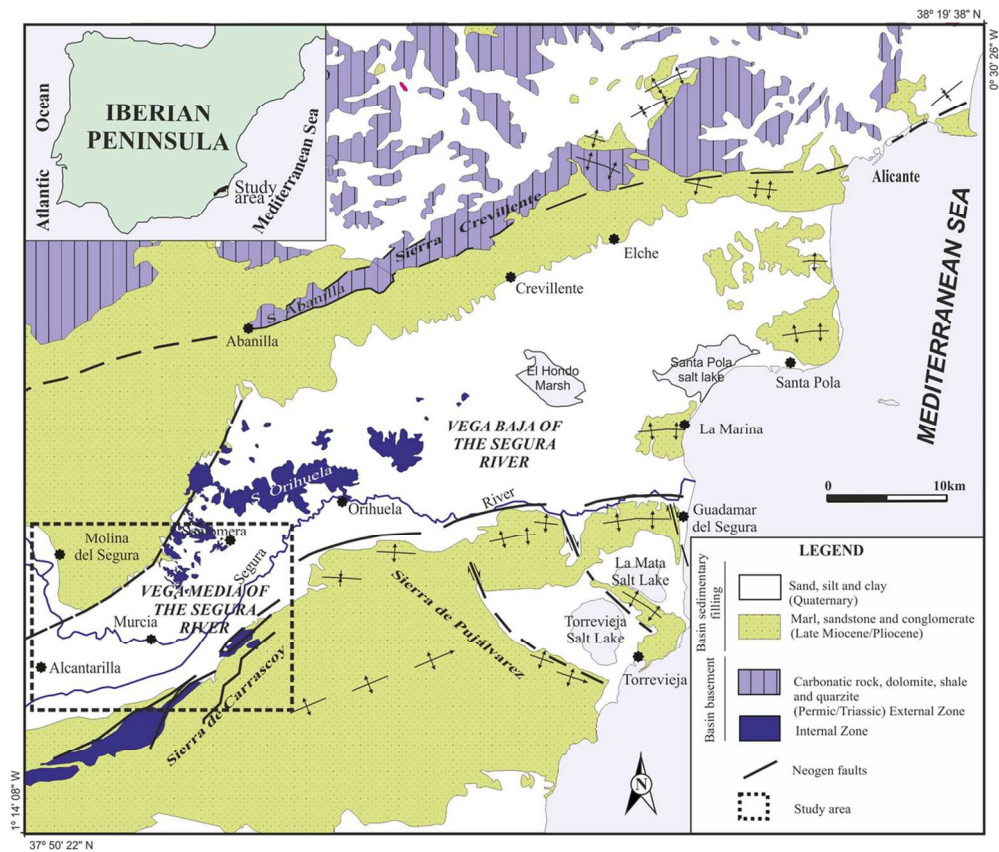 38° 19' 38" N
0° 30' 26" W
Atlantic Ocean
IBERIAN
PENINSULA
Study
area
Mediterranean Sea
Alicante
Sierra Crevillente
Elche
Crevillente
S. Abanilla
Abanilla
MEDITERRANEAN SEA
El Hondo
Marsh
Santa Pola
salt lake
Santa Pola
VEGA BAJA OF
THE SEGURA
RIVER
La Marina
S. Orihuela
Orihuela
River
0 10km
Guadamar
del Segura
Molina
del Segura
Segura
VEGA MEDIA OF
THE SEGURA
RIVER
Murcia
Alcantarilla
La Mata
Salt Lake
Torrevieja
Salt Lake
Torrevieja
Sierra de Pujálvarez
Sierra de Carrascoy
N
LEGEND
Basin sedimentary
filling
Sand, silt and clay
(Quaternary)
Marl, sandstone and conglomerate
(Late Miocene/Pliocene)
Basin basement
Carbonatic rock, dolomite, shale
and quarzite
(Permic/Triassic) External Zone
Internal Zone
Neogen faults
Study area
1° 14' 08" W
37° 50' 22" N